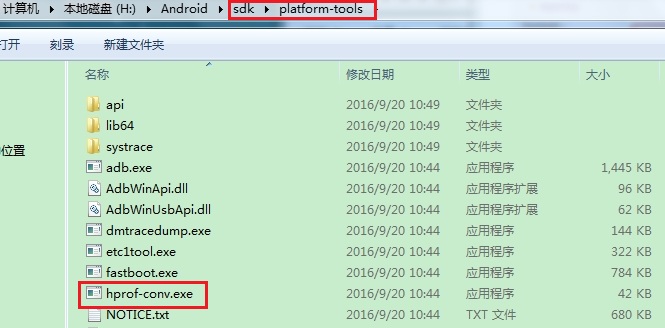 计算机 ▸ 本地磁盘 (H:) ▸ Android ▸ sdk ▸ platform-tools ▸
打开 刻录 新建文件夹
名称 修改日期 类型 大小
api 2016/9/20 10:49 文件夹
lib64 2016/9/20 10:49 文件夹
的位置 systrace 2016/9/20 10:49 文件夹
adb.exe 2016/9/20 10:44 应用程序 1,445 KB
AdbWinApi.dll 2016/9/20 10:44 应用程序扩展 96 KB
AdbWinUsbApi.dll 2016/9/20 10:44 应用程序扩展 62 KB
dmtracedump.exe 2016/9/20 10:44 应用程序 144 KB
etc1tool.exe 2016/9/20 10:44 应用程序 322 KB
fastboot.exe 2016/9/20 10:44 应用程序 784 KB
hprof-conv.exe 2016/9/20 10:44 应用程序 42 KB
NOTICE.txt 2016/9/20 10:44 TXT 文件 680 KB